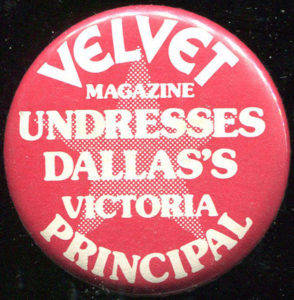 VELVET
MAGAZINE
UNDRESSES
DALLAS'S
VICTORIA
PRINCIPAL